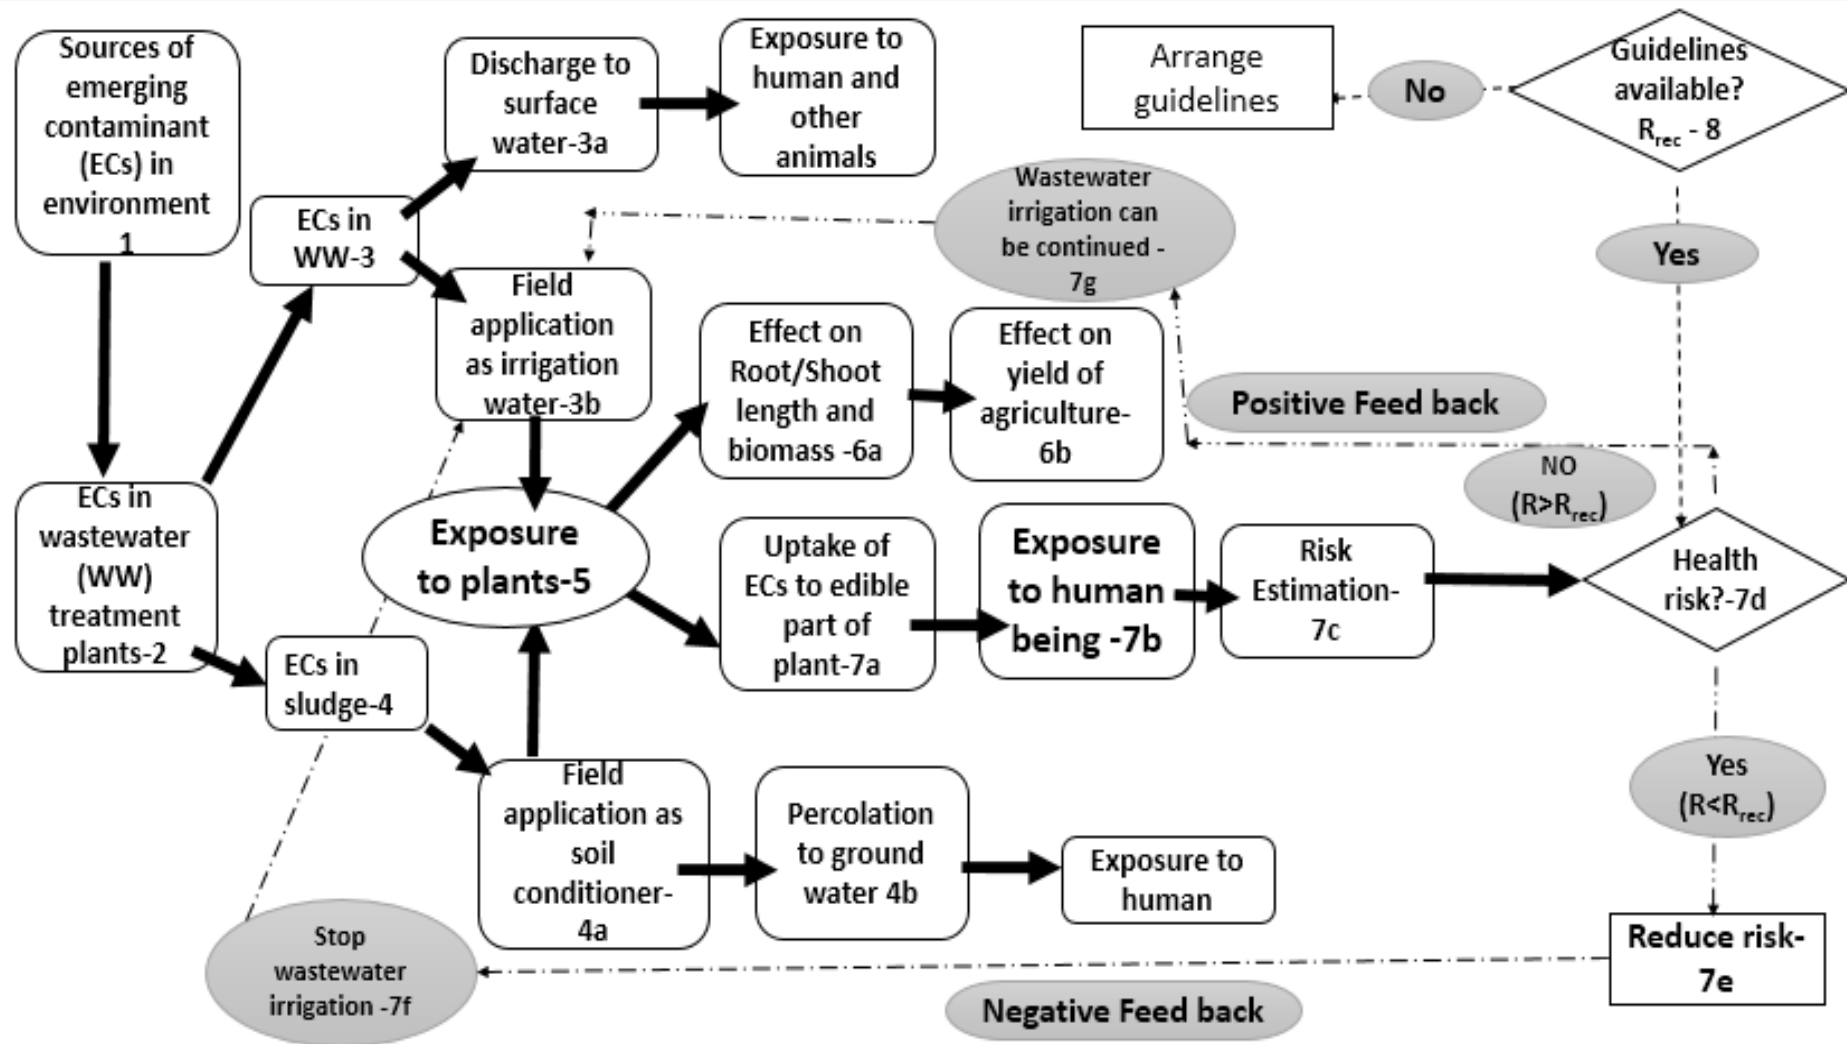 Sources of
emerging
contaminant
(ECs) in
environment
1
ECs in
wastewater
(WW)
treatment
plants-2
ECs in
WW-3
Discharge to
surface
water-3a
Exposure to
human and
other
animals
Field
application
as irrigation
water-3b
ECs in
sludge-4
Field
application as
soil
conditioner-
4a
Percolation
to ground
water 4b
Exposure to
human
Exposure
to plants-5
Effect on
Root/Shoot
length and
biomass -6a
Effect on
yield of
agriculture-
6b
Uptake of
ECs to edible
part of
plant-7a
Exposure
to human
being -7b
Risk
Estimation-
7c
Health
risk?-7d
Guidelines
available?
Rrec - 8
No
Arrange
guidelines
Yes
NO
(R>Rrec)
Positive Feed back
Wastewater
irrigation can
be continued -
7g
Yes
(R<Rrec)
Reduce risk-
7e
Negative Feed back
Stop
wastewater
irrigation -7f